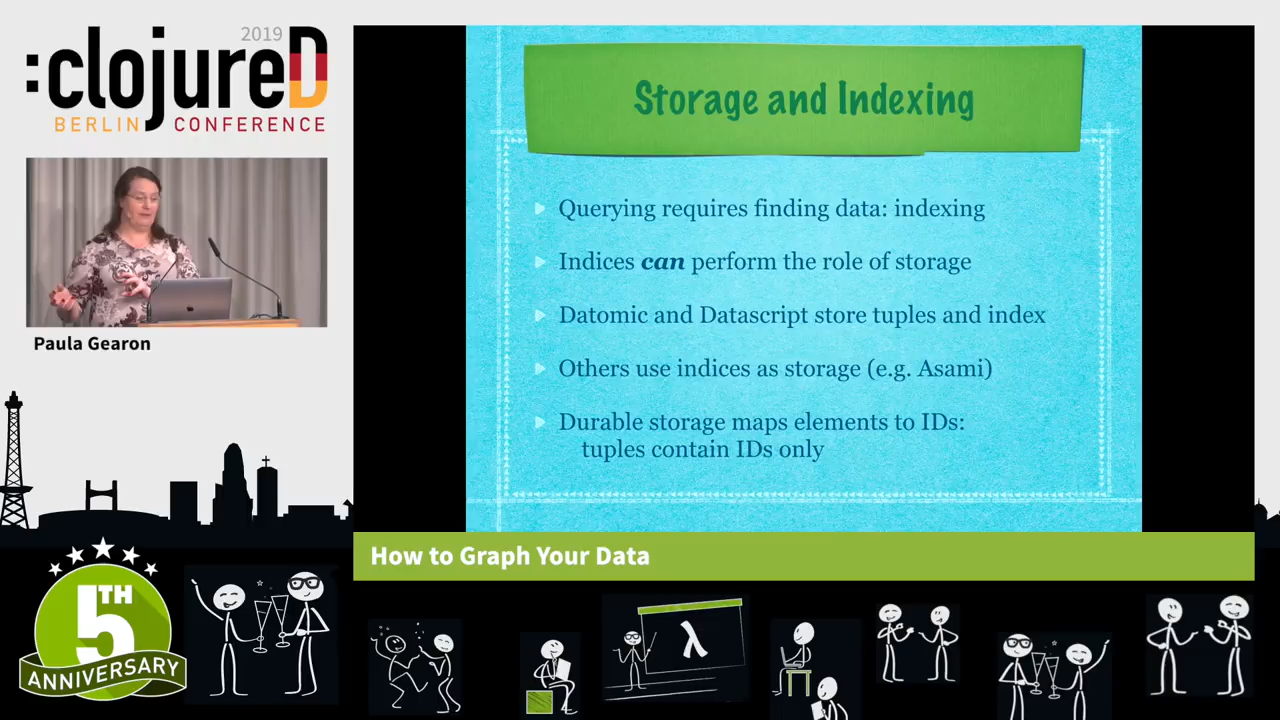 2019
:clojureD
BERLIN CONFERENCE
Paula Gearon
Storage and Indexing
Querying requires finding data: indexing
Indices can perform the role of storage
Datomic and Datascript store tuples and index
Others use indices as storage (e.g. Asami)
Durable storage maps elements to IDs:
tuples contain IDs only
How to Graph Your Data
5TH
ANNIVERSARY
λ